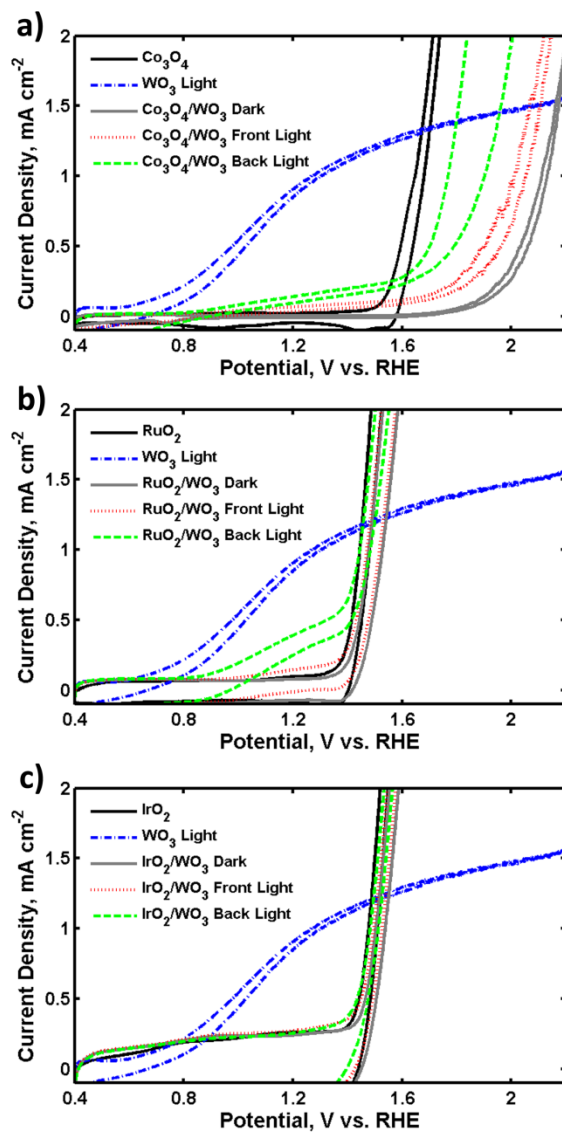 a)
2
1.5
1
0.5
0
Co₃O₄
WO₃ Light
Co₃O₄/WO₃ Dark
Co₃O₄/WO₃ Front Light
Co₃O₄/WO₃ Back Light
Current Density, mA cm⁻²
0.4 0.8 1.2 1.6 2
Potential, V vs. RHE
b)
2
1.5
1
0.5
0
RuO₂
WO₃ Light
RuO₂/WO₃ Dark
RuO₂/WO₃ Front Light
RuO₂/WO₃ Back Light
Current Density, mA cm⁻²
0.4 0.8 1.2 1.6 2
Potential, V vs. RHE
c)
2
1.5
1
0.5
0
IrO₂
WO₃ Light
IrO₂/WO₃ Dark
IrO₂/WO₃ Front Light
IrO₂/WO₃ Back Light
Current Density, mA cm⁻²
0.4 0.8 1.2 1.6 2
Potential, V vs. RHE